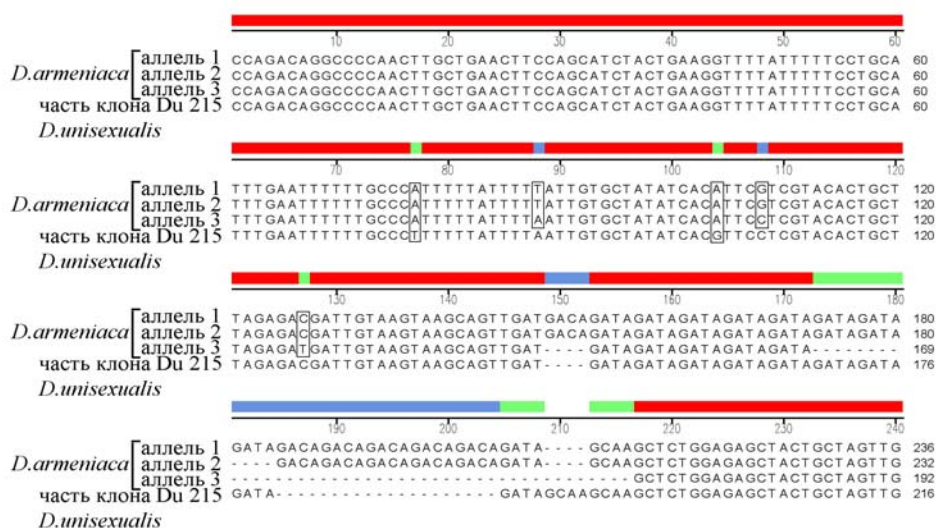 10 20 30 40 50 60
D.armeniaca
аллель 1 CCAGACAGGCCCCAACTTGCTGAACTTCCAGCATCTACTGAAGGTTTTATTTTTCCTGCA 60
аллель 2 CCAGACAGGCCCCAACTTGCTGAACTTCCAGCATCTACTGAAGGTTTTATTTTTCCTGCA 60
аллель 3 CCAGACAGGCCCCAACTTGCTGAACTTCCAGCATCTACTGAAGGTTTTATTTTTCCTGCA 60
часть клона Du 215 CCAGACAGGCCCCAACTTGCTGAACTTCCAGCATCTACTGAAGGTTTTATTTTTCCTGCA 60
D.unisexualis
70 80 90 100 110 120
D.armeniaca
аллель 1 TTTGAATTTTTTGCCCATTTTTATTTTTATTGTGCTATATCACATTCGTCGTACACTGCT 120
аллель 2 TTTGAATTTTTTGCCCATTTTTATTTTTATTGTGCTATATCACATTCGTCGTACACTGCT 120
аллель 3 TTTGAATTTTTTGCCCATTTTTATTTTAATTGTGCTATATCACATTCCTCGTACACTGCT 120
часть клона Du 215 TTTGAATTTTTTGCCCTTTTTTATTTTAATTGTGCTATATCACGTTCCTCGTACACTGCT 120
D.unisexualis
130 140 150 160 170 180
D.armeniaca
аллель 1 TAGAGACGATTGTAAGTAAGCAGTTGATGACAGATAGATAGATAGATAGATAGATAGATA 180
аллель 2 TAGAGACGATTGTAAGTAAGCAGTTGATGACAGATAGATAGATAGATAGATAGATAGATA 180
аллель 3 TAGAGATGATTGTAAGTAAGCAGTTGAT----GATAGATAGATAGATAGATA-------- 169
часть клона Du 215 TAGAGACGATTGTAAGTAAGCAGTTGAT----GATAGATAGATAGATAGATAGATAGATA 176
D.unisexualis
190 200 210 220 230 240
D.armeniaca
аллель 1 GATAGACAGACAGACAGACAGACAGATA----GCAAGCTCTGGAGAGCTACTGCTAGTTG 236
аллель 2 ----GACAGACAGACAGACAGACAGATA----GCAAGCTCTGGAGAGCTACTGCTAGTTG 232
аллель 3 ------------------------------------GCTCTGGAGAGCTACTGCTAGTTG 192
часть клона Du 215 GATA--------------------GATAGCAAGCAAGCTCTGGAGAGCTACTGCTAGTTG 216
D.unisexualis